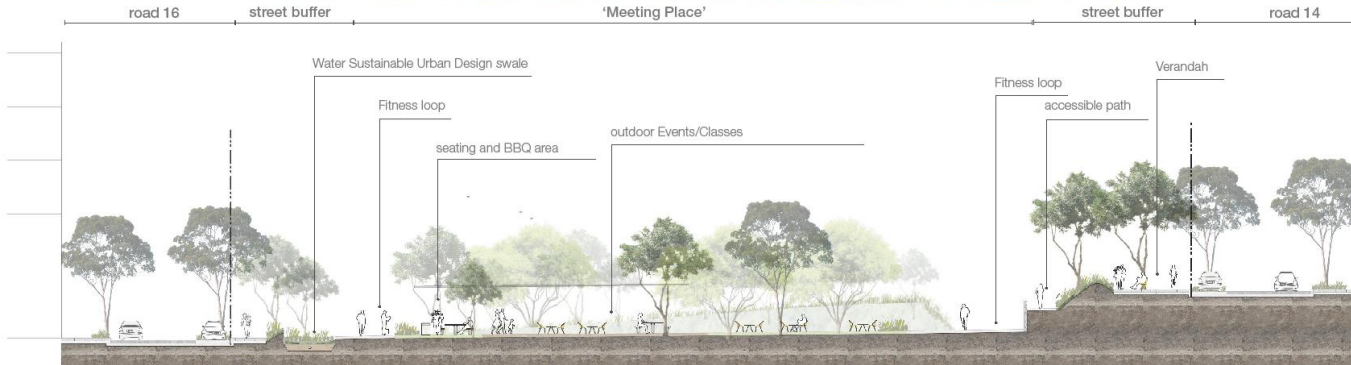 road 16
street buffer
‘Meeting Place’
street buffer
road 14
Water Sustainable Urban Design swale
Verandah
Fitness loop
Fitness loop
accessible path
outdoor Events/Classes
seating and BBQ area